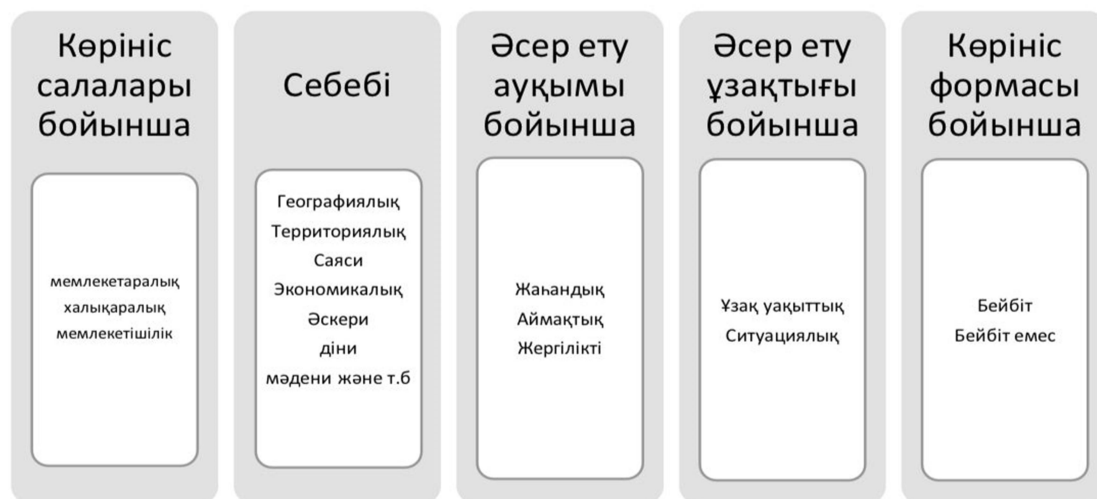 Көрініс
салалары
бойынша
мемлекетаралық
халықаралық
мемлекетішілік
Себебі
Географиялық
Территориялық
Саяси
Экономикалық
Әскери
діни
мәдени және т.б
Әсер ету
ауқымы
бойынша
Жаһандық
Аймақтық
Жергілікті
Әсер ету
ұзақтығы
бойынша
Ұзақ уақыттық
Ситуациялық
Көрініс
формасы
бойынша
Бейбіт
Бейбіт емес